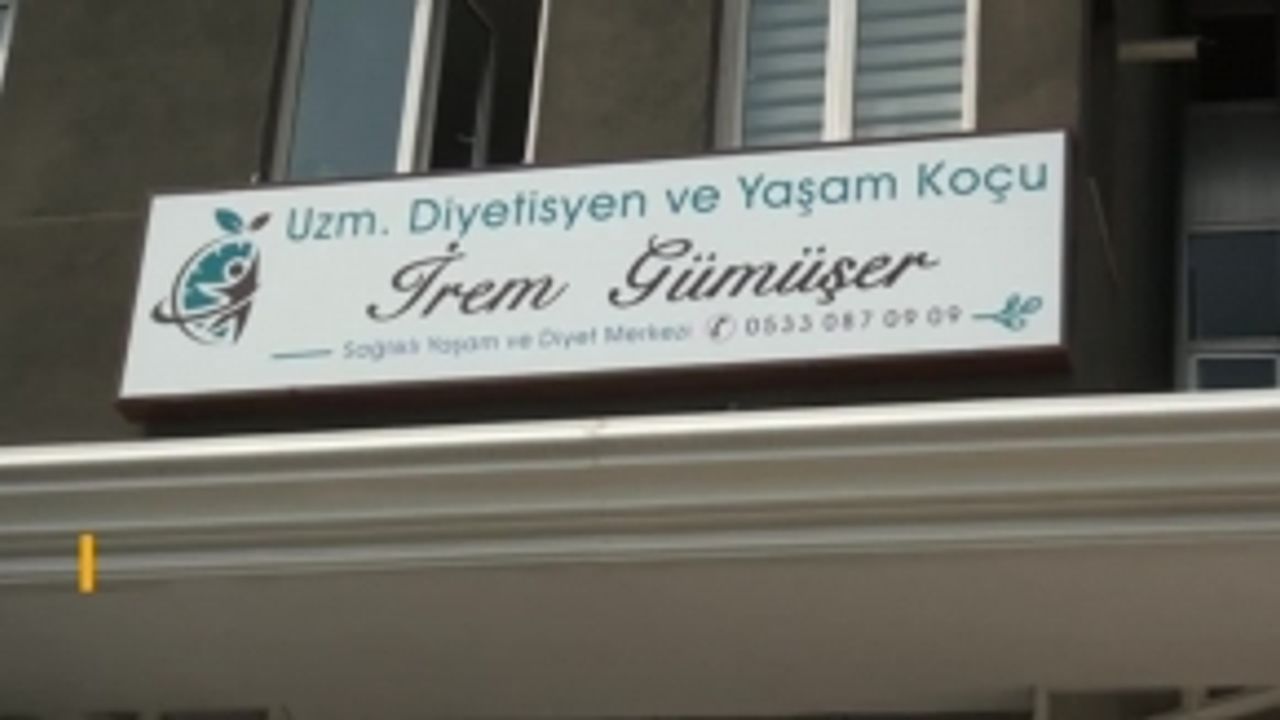 Uzm. Diyetisyen ve Yaşam Koçu
İrem Gümüşer
Sağlıklı Yaşam ve Diyet Merkezi 0533 087 09 09